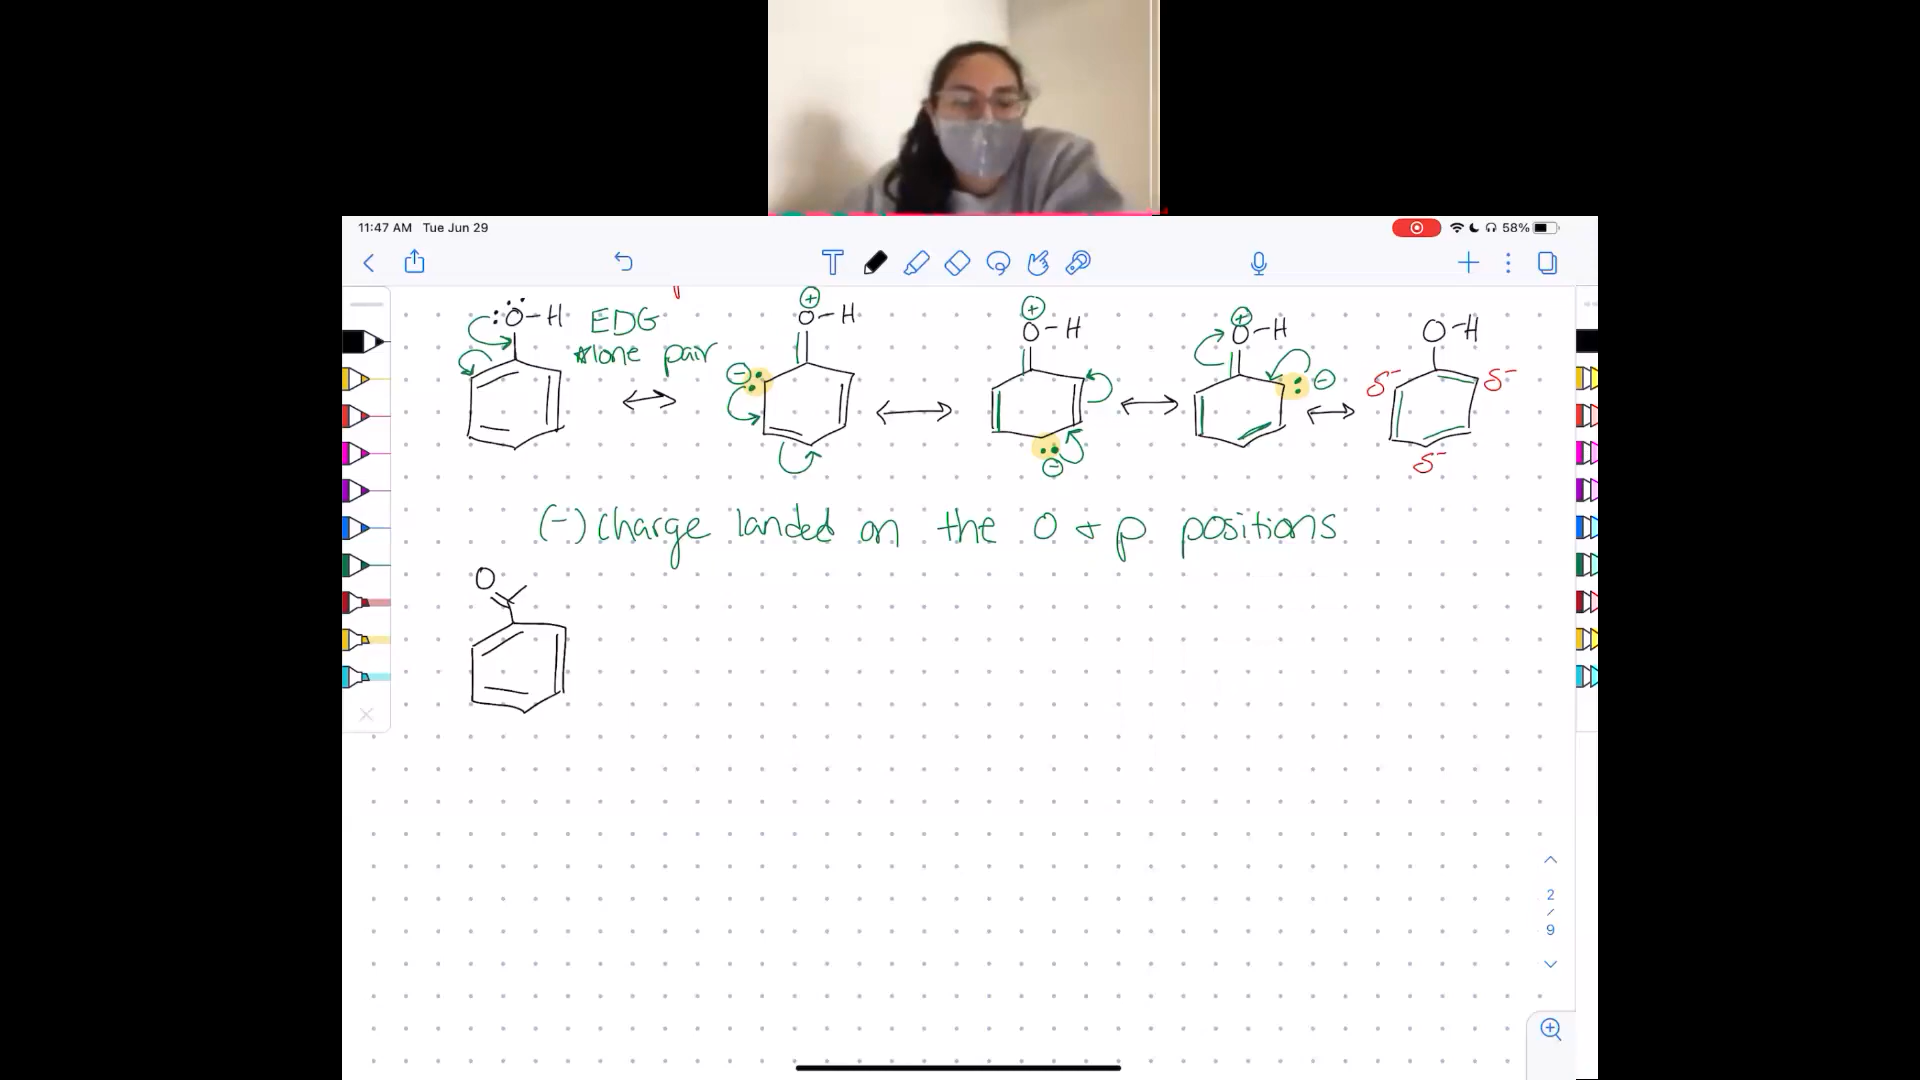 11:47 AM Tue Jun 29
58%
T
:Ö-H EDG
*lone pair
⊕
O-H
⊖
⊕
O-H
⊖
⊕
O-H
⊖
O-H
δ⁻ δ⁻
δ⁻
(-) charge landed on the O & p positions
O
2
/
9